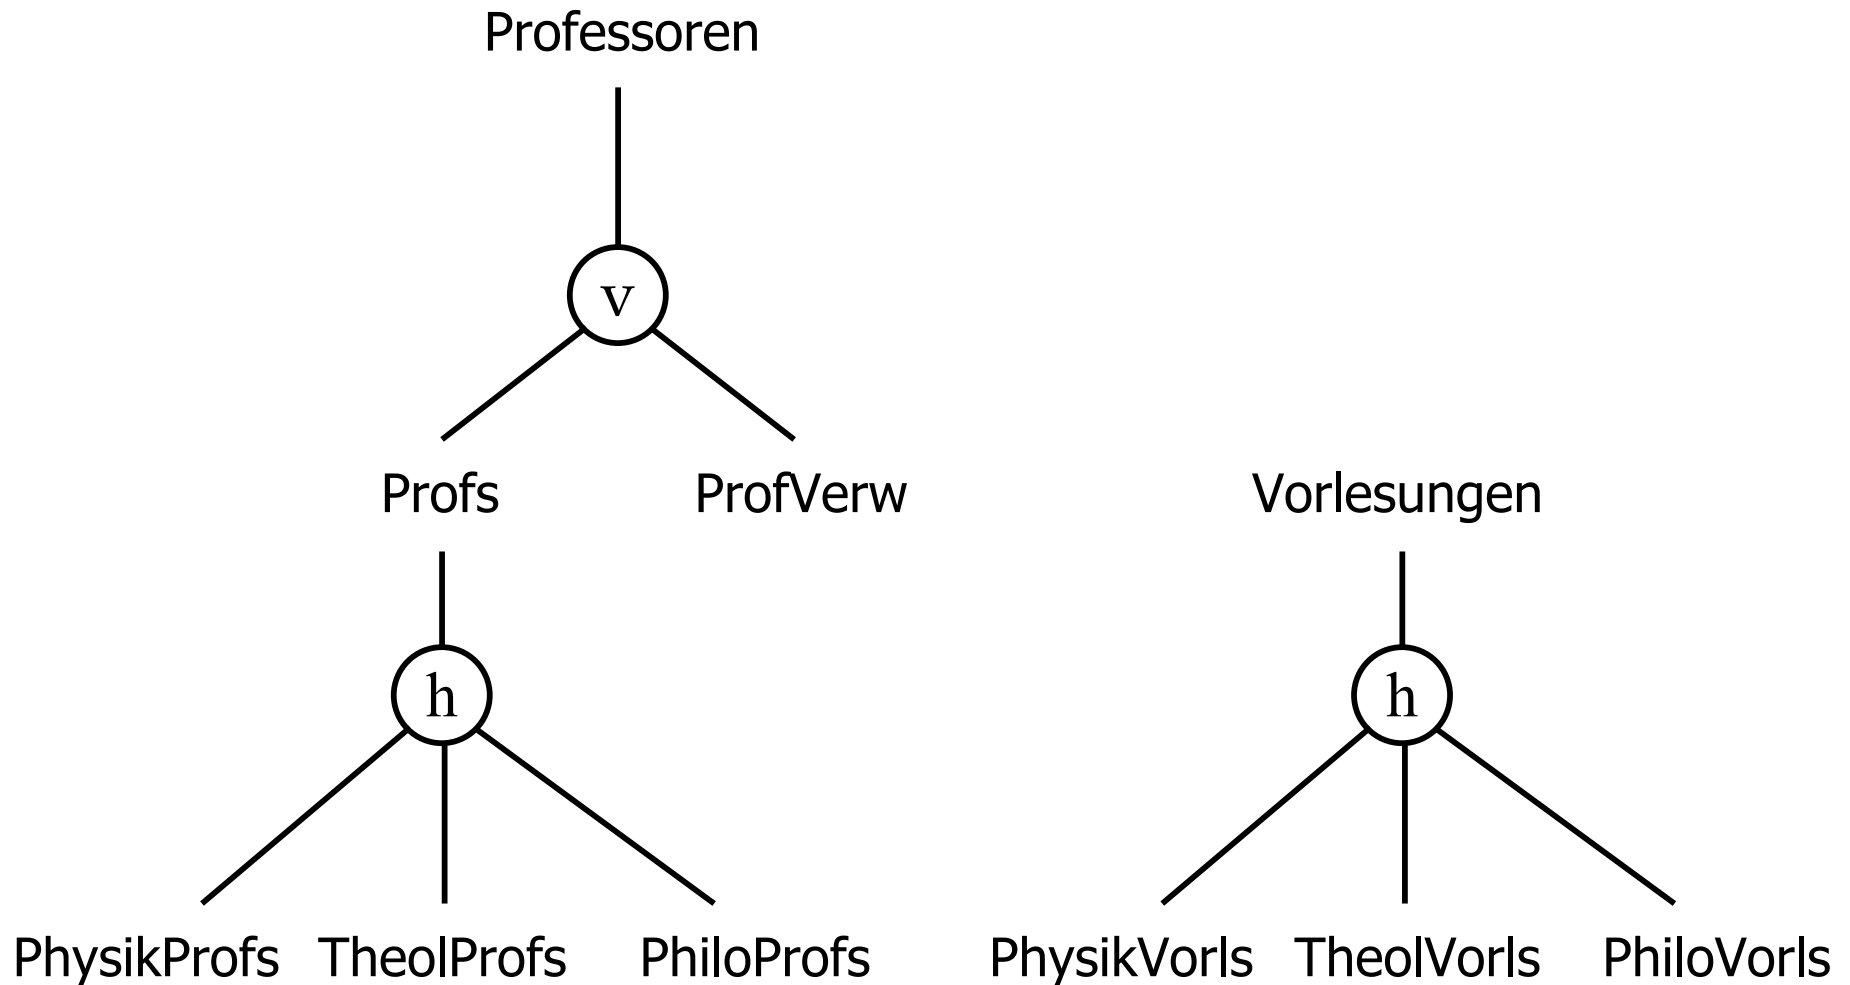 Professoren
v
Profs ProfVerw Vorlesungen
h h
PhysikProfs TheolProfs PhiloProfs PhysikVorls TheolVorls PhiloVorls